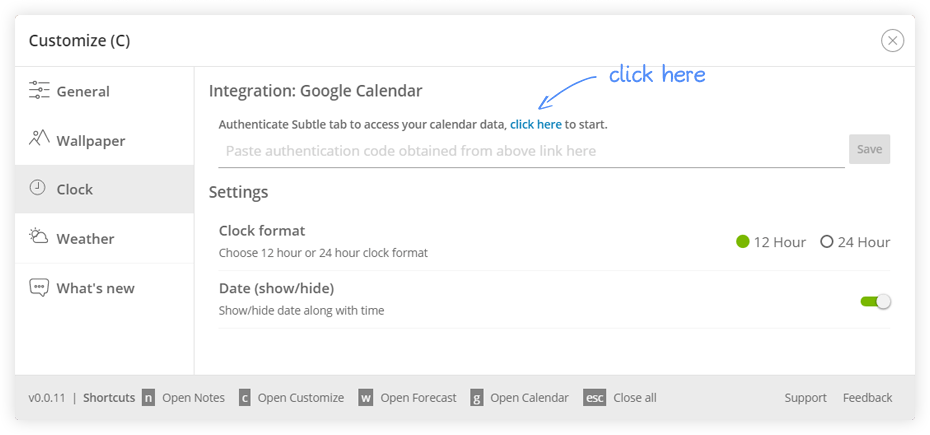 Customize (C)
click here
General
Integration: Google Calendar
Authenticate Subtle tab to access your calendar data, click here to start.
Wallpaper
Paste authentication code obtained from above link here
Save
Clock
Settings
Clock format
12 Hour
24 Hour
Choose 12 hour or 24 hour clock format
Weather
What's new
Date (show/hide)
Show/hide date along with time
v0.0.11 | Shortcuts n Open Notes c Open Customize w Open Forecast g Open Calendar esc Close all Support Feedback